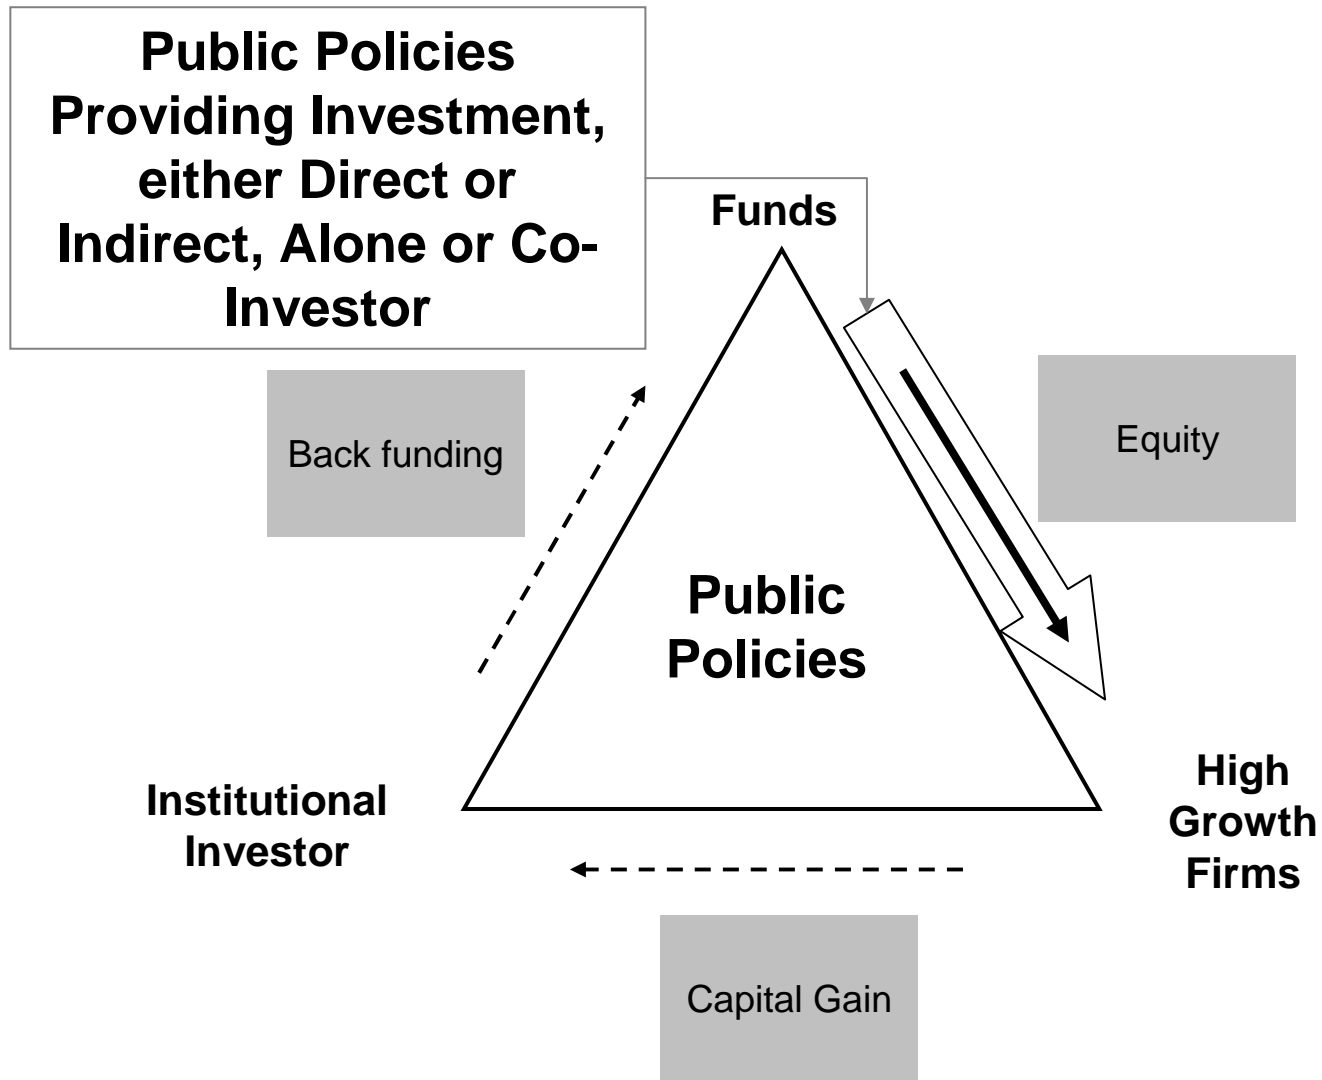 Public Policies
Providing Investment,
either Direct or
Indirect, Alone or Co-
Investor
Funds
Back funding
Equity
Public
Policies
Institutional
Investor
High
Growth
Firms
Capital Gain